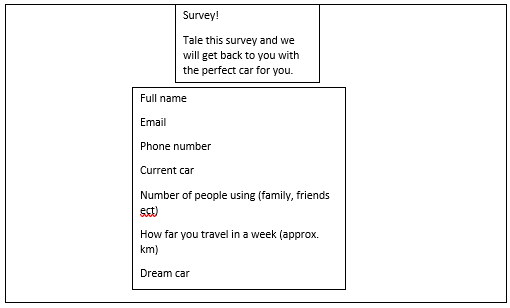 Survey!
Tale this survey and we
will get back to you with
the perfect car for you.
Full name
Email
Phone number
Current car
Number of people using (family, friends
ect)
How far you travel in a week (approx.
km)
Dream car